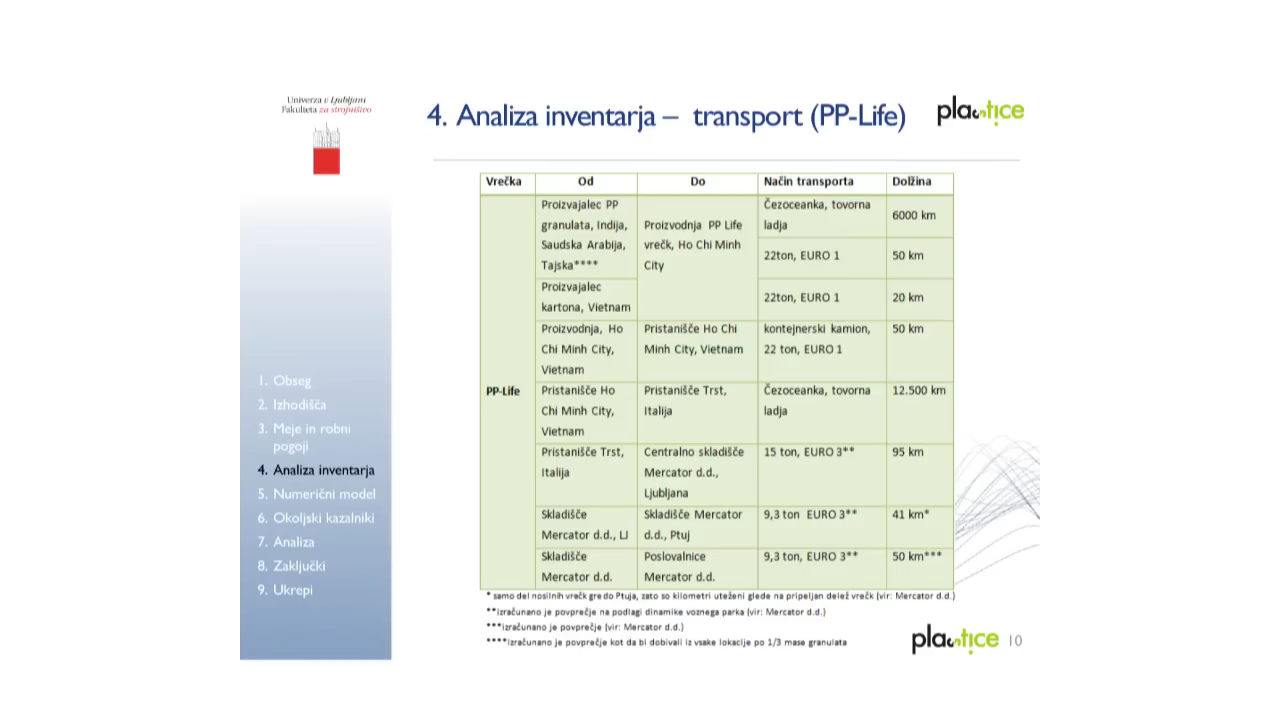 Univerza v Ljubljani
Fakulteta za strojništvo
4. Analiza inventarja – transport (PP-Life)
plastice
1. Obseg
2. Izhodišča
3. Meje in robni
pogoji
4. Analiza inventarja
5. Numerični model
6. Okoljski kazalniki
7. Analiza
8. Zaključki
9. Ukrepi
Vrečka Od Do Način transporta Dolžina
PP-Life
Proizvajalec PP
granulata, Indija,
Saudska Arabija,
Tajska****
Proizvodnja PP Life
vrečk, Ho Chi Minh
City
Čezoceanka, tovorna
ladja
6000 km
22ton, EURO 1
50 km
Proizvajalec
kartona, Vietnam
22ton, EURO 1
20 km
Proizvodnja, Ho
Chi Minh City,
Vietnam
Pristanišče Ho Chi
Minh City, Vietnam
kontejnerski kamion,
22 ton, EURO 1
50 km
Pristanišče Ho
Chi Minh City,
Vietnam
Pristanišče Trst,
Italija
Čezoceanka, tovorna
ladja
12.500 km
Pristanišče Trst,
Italija
Centralno skladišče
Mercator d.d.,
Ljubljana
15 ton, EURO 3**
95 km
Skladišče
Mercator d.d., LJ
Skladišče Mercator
d.d., Ptuj
9,3 ton EURO 3**
41 km*
Skladišče
Mercator d.d.
Poslovalnice
Mercator d.d.
9,3 ton, EURO 3**
50 km***
* samo del nosilnih vrečk gre do Ptuja, zato so kilometri uteženi glede na pripeljan delež vrečk (vir: Mercator d.d.)
**izračunano je povprečje na podlagi dinamike voznega parka (vir: Mercator d.d.)
***izračunano je povprečje (vir: Mercator d.d.)
****izračunano je povprečje kot da bi dobivali iz vsake lokacije po 1/3 mase granulata
plastice 10